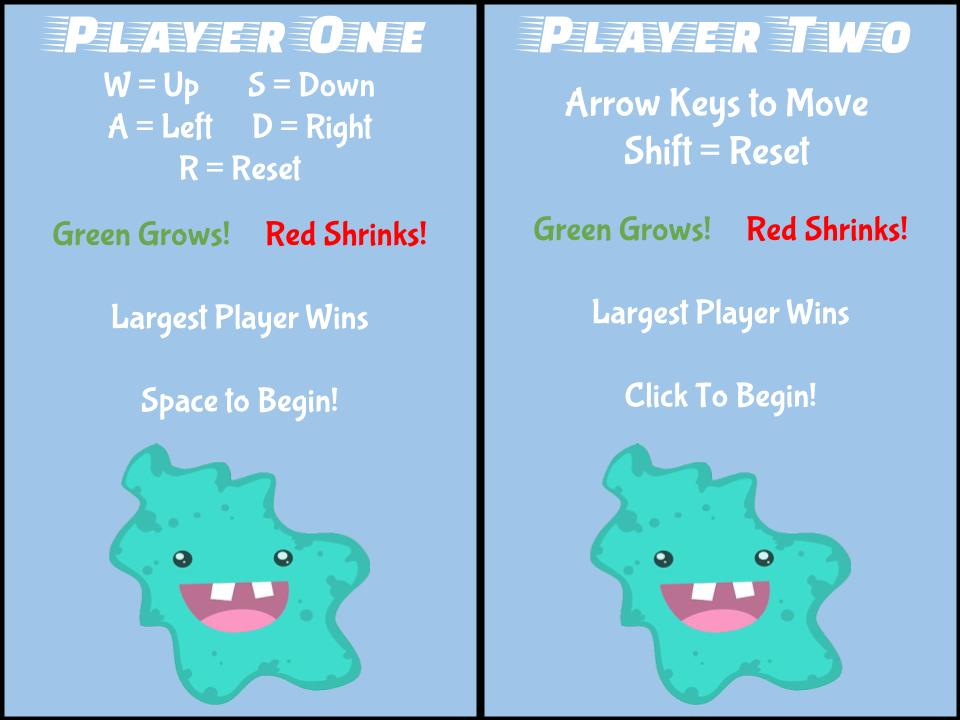 Player One
W = Up S = Down
A = Left D = Right
R = Reset
Green Grows! Red Shrinks!
Largest Player Wins
Space to Begin!
Player Two
Arrow Keys to Move
Shift = Reset
Green Grows! Red Shrinks!
Largest Player Wins
Click To Begin!